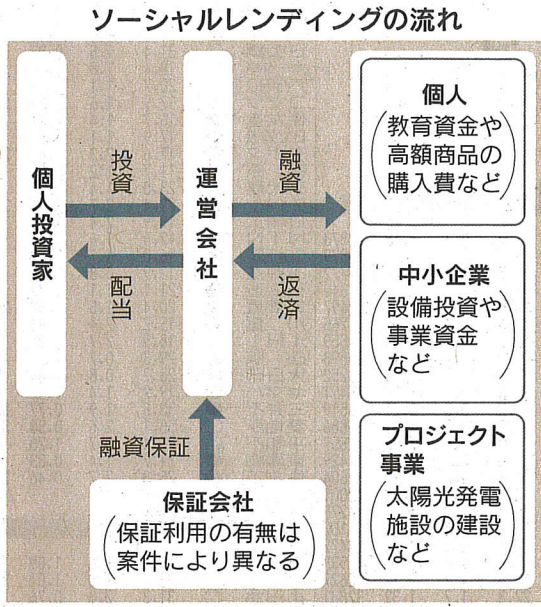 ソーシャルレンディングの流れ
個人投資家
投資
配当
運営会社
融資
返済
個人
(教育資金や
高額商品の
購入費など)
中小企業
(設備投資や
事業資金
など)
プロジェクト
事業
(太陽光発電
施設の建設
など)
融資保証
保証会社
(保証利用の有無は
案件により異なる)